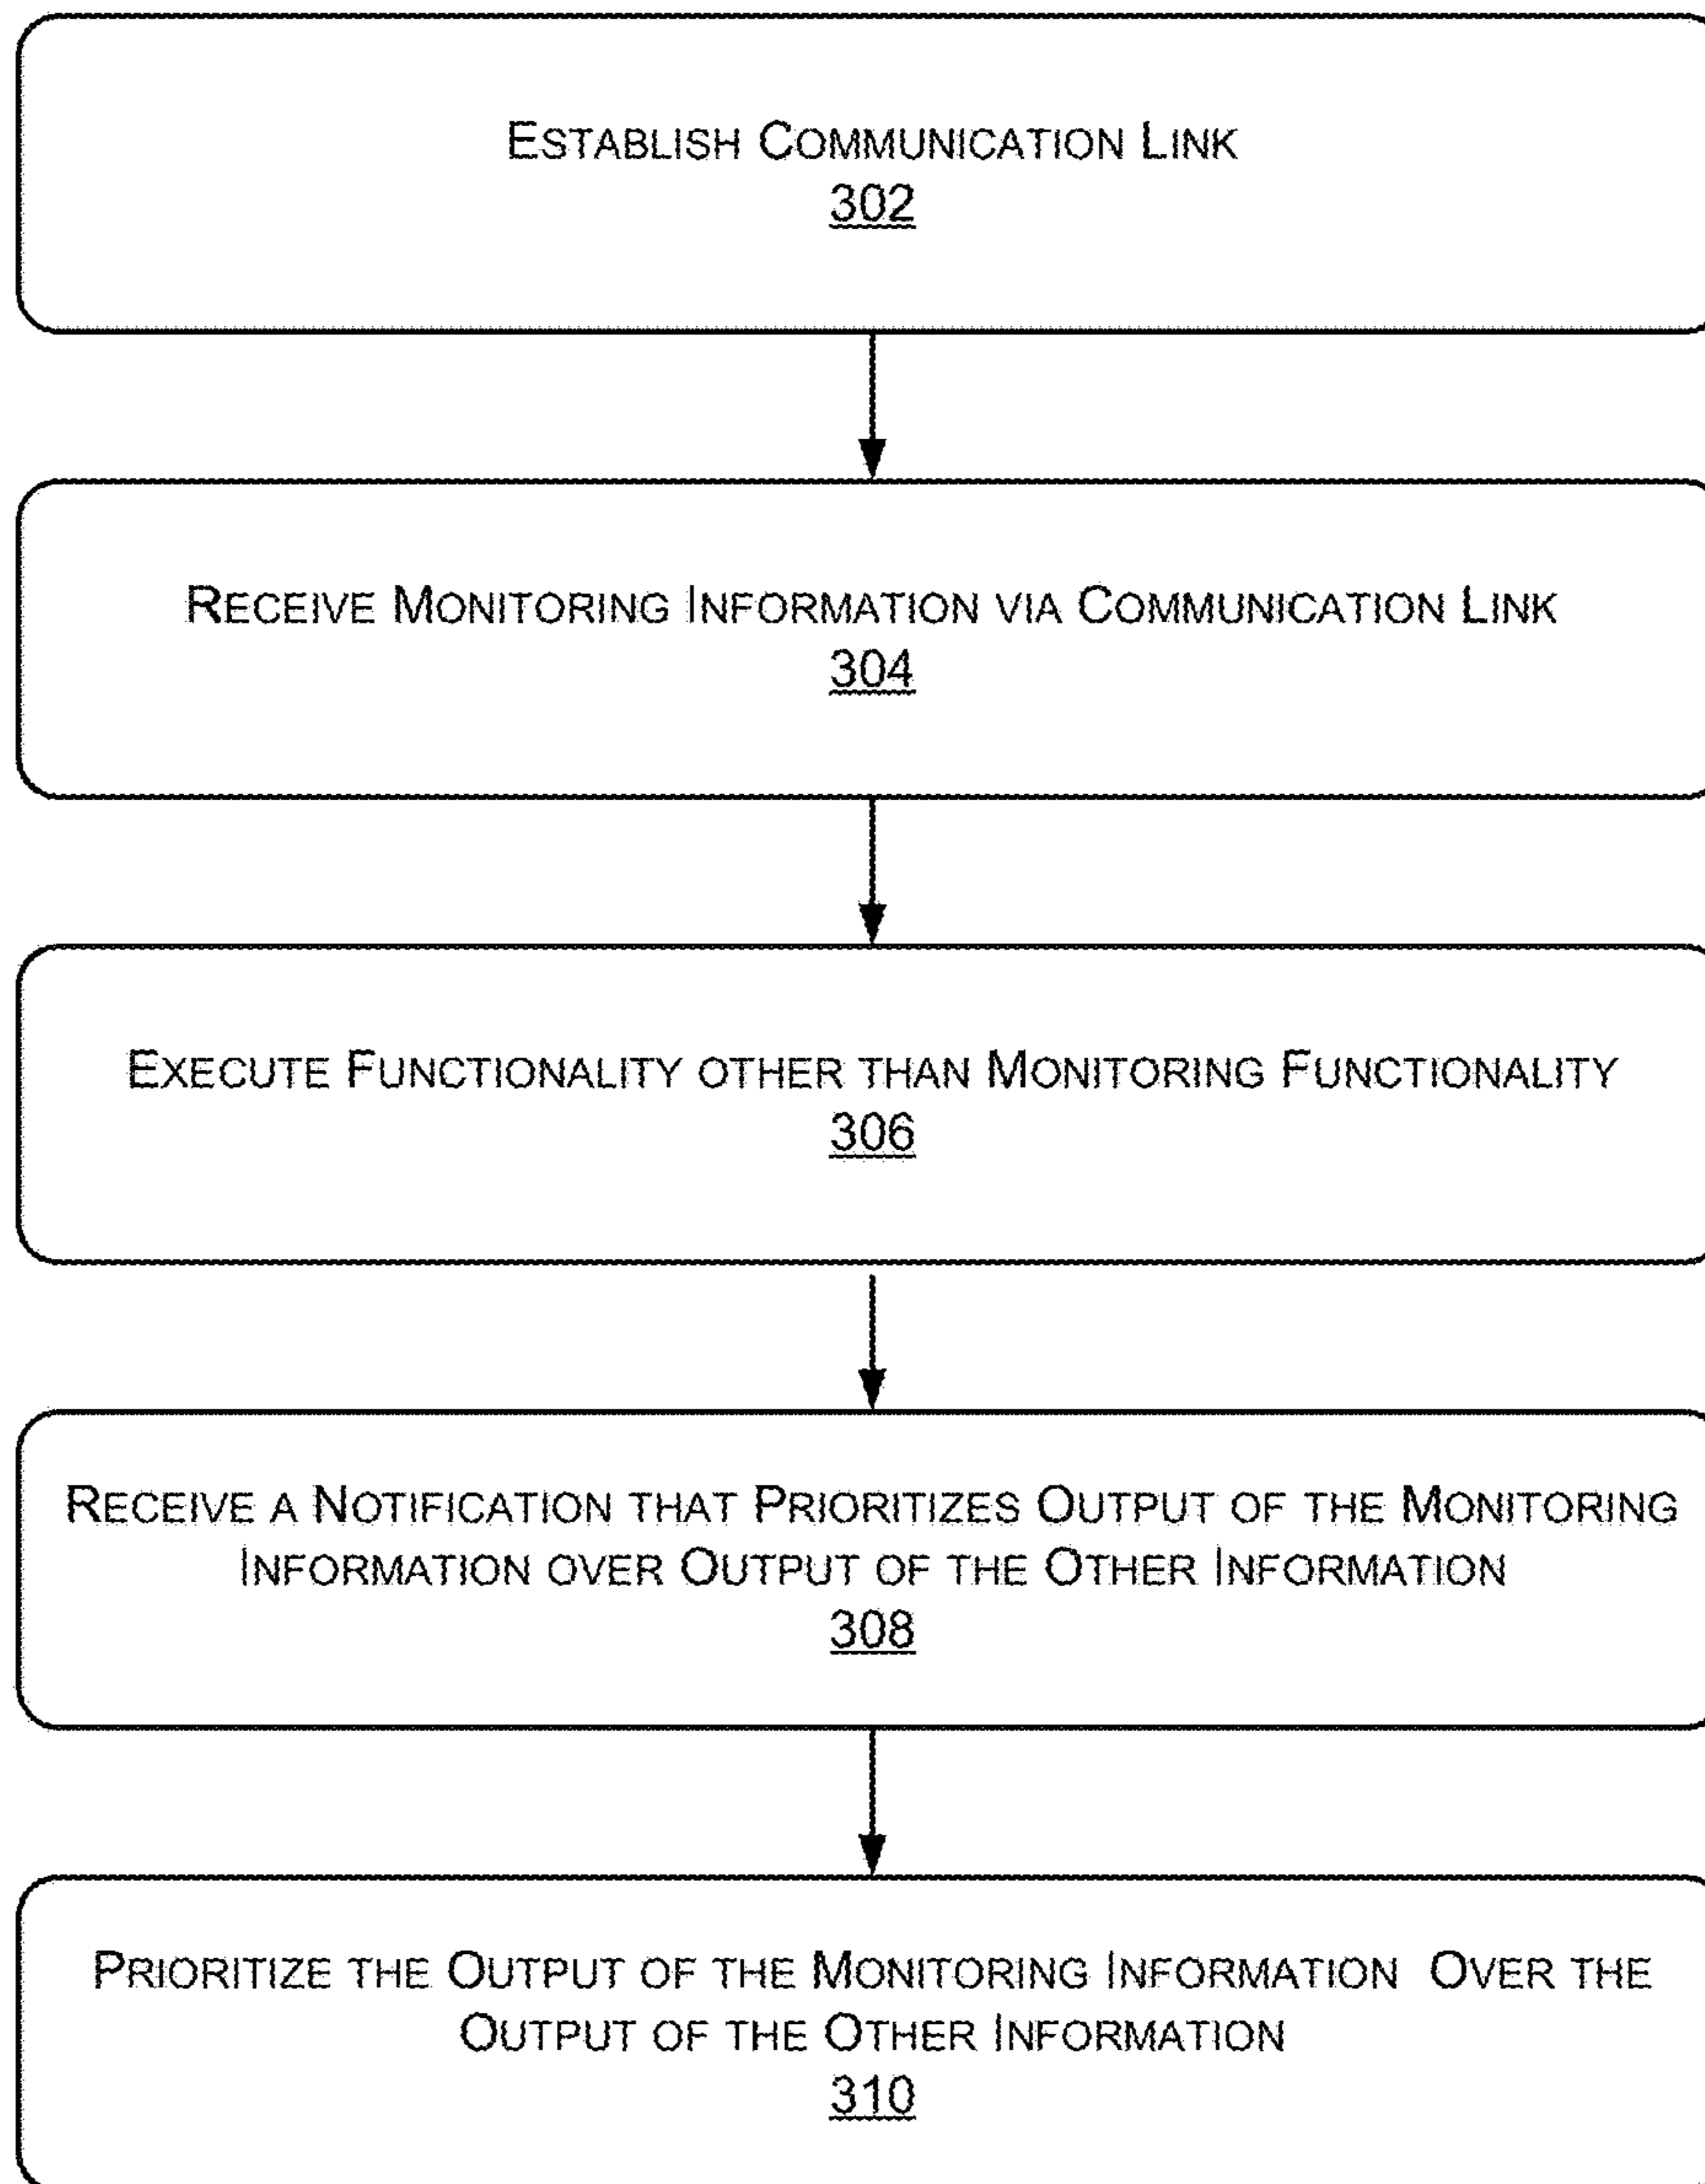 ESTABLISH COMMUNICATION LINK
302
RECEIVE MONITORING INFORMATION VIA COMMUNICATION LINK
304
EXECUTE FUNCTIONALITY OTHER THAN MONITORING FUNCTIONALITY
306
RECEIVE A NOTIFICATION THAT PRIORITIZES OUTPUT OF THE MONITORING
INFORMATION OVER OUTPUT OF THE OTHER INFORMATION
308
PRIORITIZE THE OUTPUT OF THE MONITORING INFORMATION OVER THE
OUTPUT OF THE OTHER INFORMATION
310